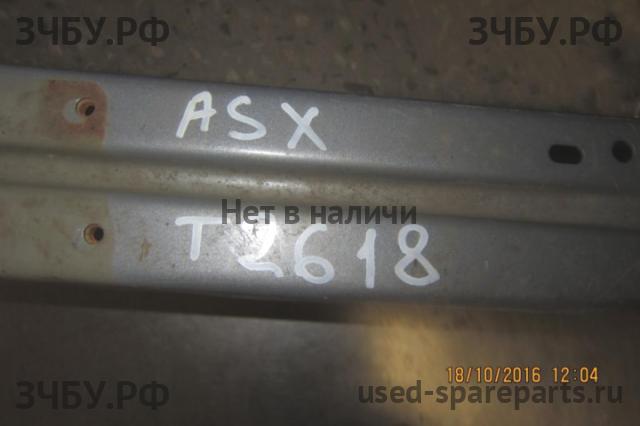 ЗЧБУ.РФ ЗЧБУ.РФ
ASX
Нет в наличи
T2618
18/10/2016 12:04
ЗЧБУ.РФ used-spareparts.ru